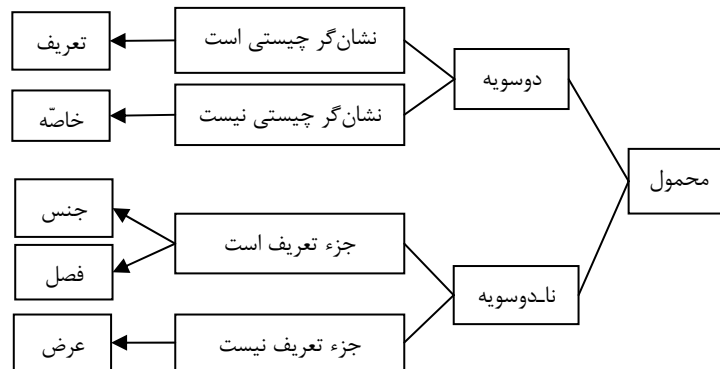 محمول
دوسویه
نشان‌گر چیستی است
تعریف
نشان‌گر چیستی نیست
خاصّه
ناـدوسویه
جزء تعریف است
جنس
فصل
جزء تعریف نیست
عرض